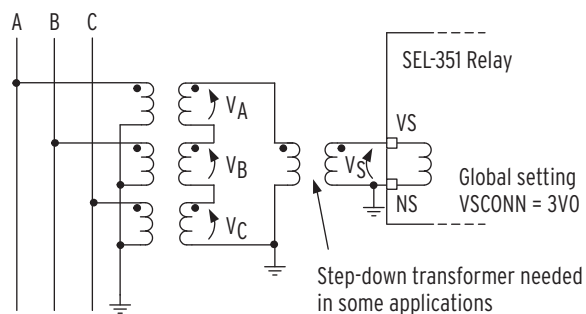 A B C
SEL-351 Relay
VS
VA
VB
VS
NS
Global setting
VSCONN = 3V0
VC
Step-down transformer needed
in some applications